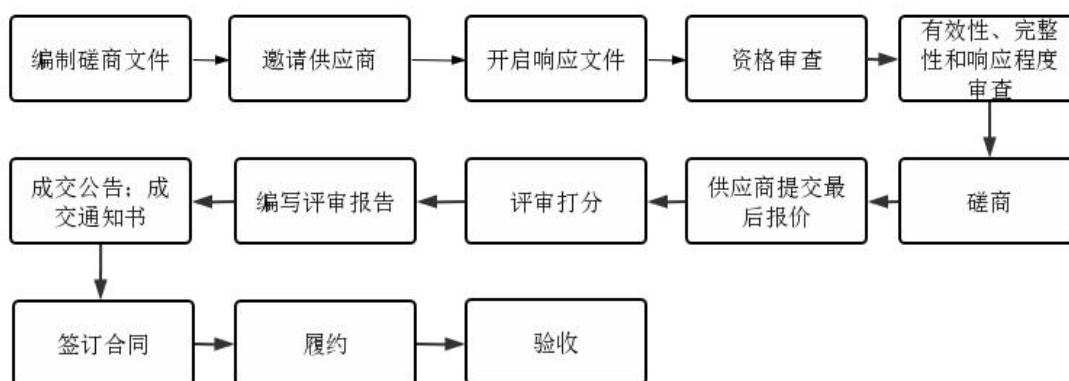 编制磋商文件
邀请供应商
开启响应文件
资格审查
有效性、完整
性和响应程度
审查
磋商
供应商提交最
后报价
评审打分
编写评审报告
成交公告；成
交通知书
签订合同
履约
验收